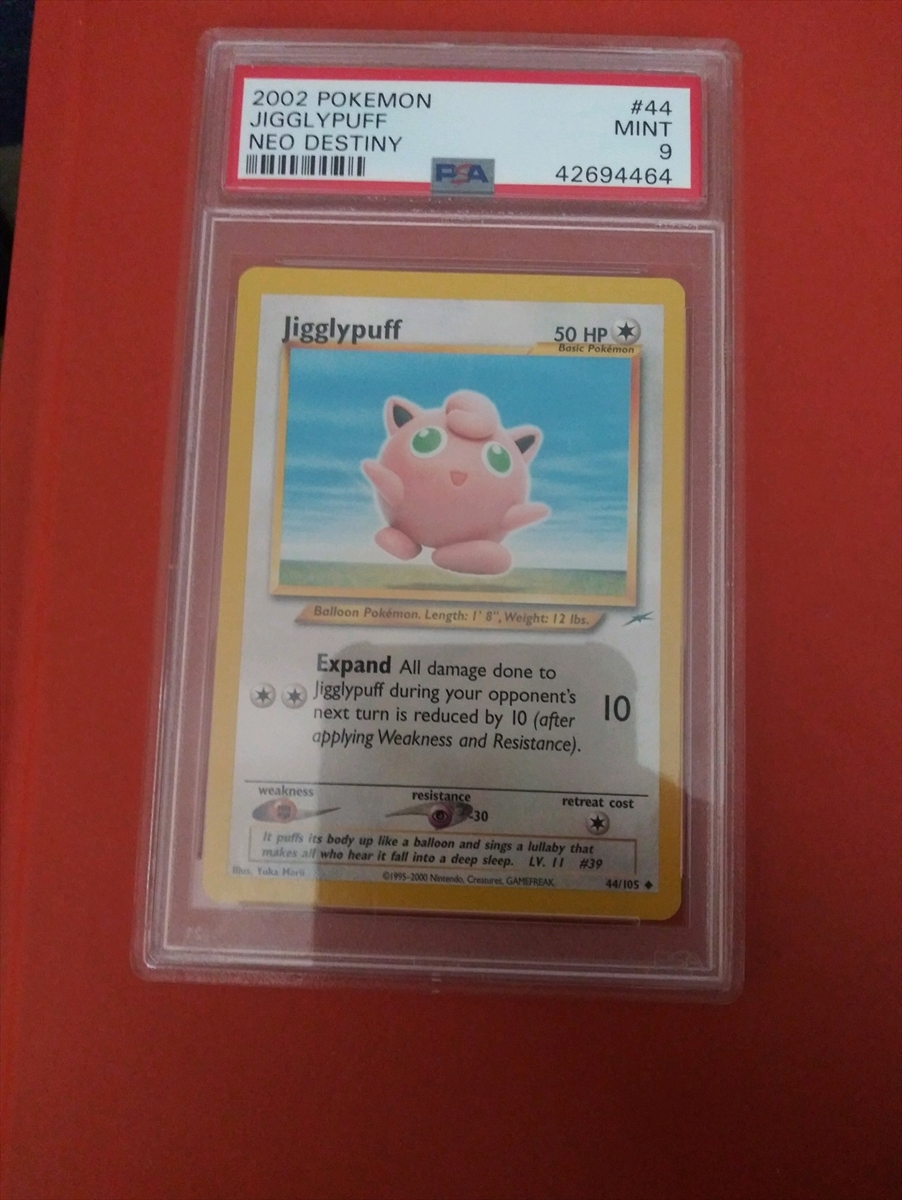 2002 POKEMON #44
JIGGLYPUFF MINT
NEO DESTINY 9
PSA 42694464
Jigglypuff 50 HP
Basic Pokémon
Balloon Pokémon. Length: 1' 8", Weight: 12 lbs.
Expand All damage done to
Jigglypuff during your opponent's
next turn is reduced by 10 (after
applying Weakness and Resistance).
10
weakness resistance retreat cost
-30
It puffs its body up like a balloon and sings a lullaby that
makes all who hear it fall into a deep sleep. LV. 11 #39
Illus. Yuka Morii ©1995-2000 Nintendo, Creatures, GAMEFREAK. 44/105